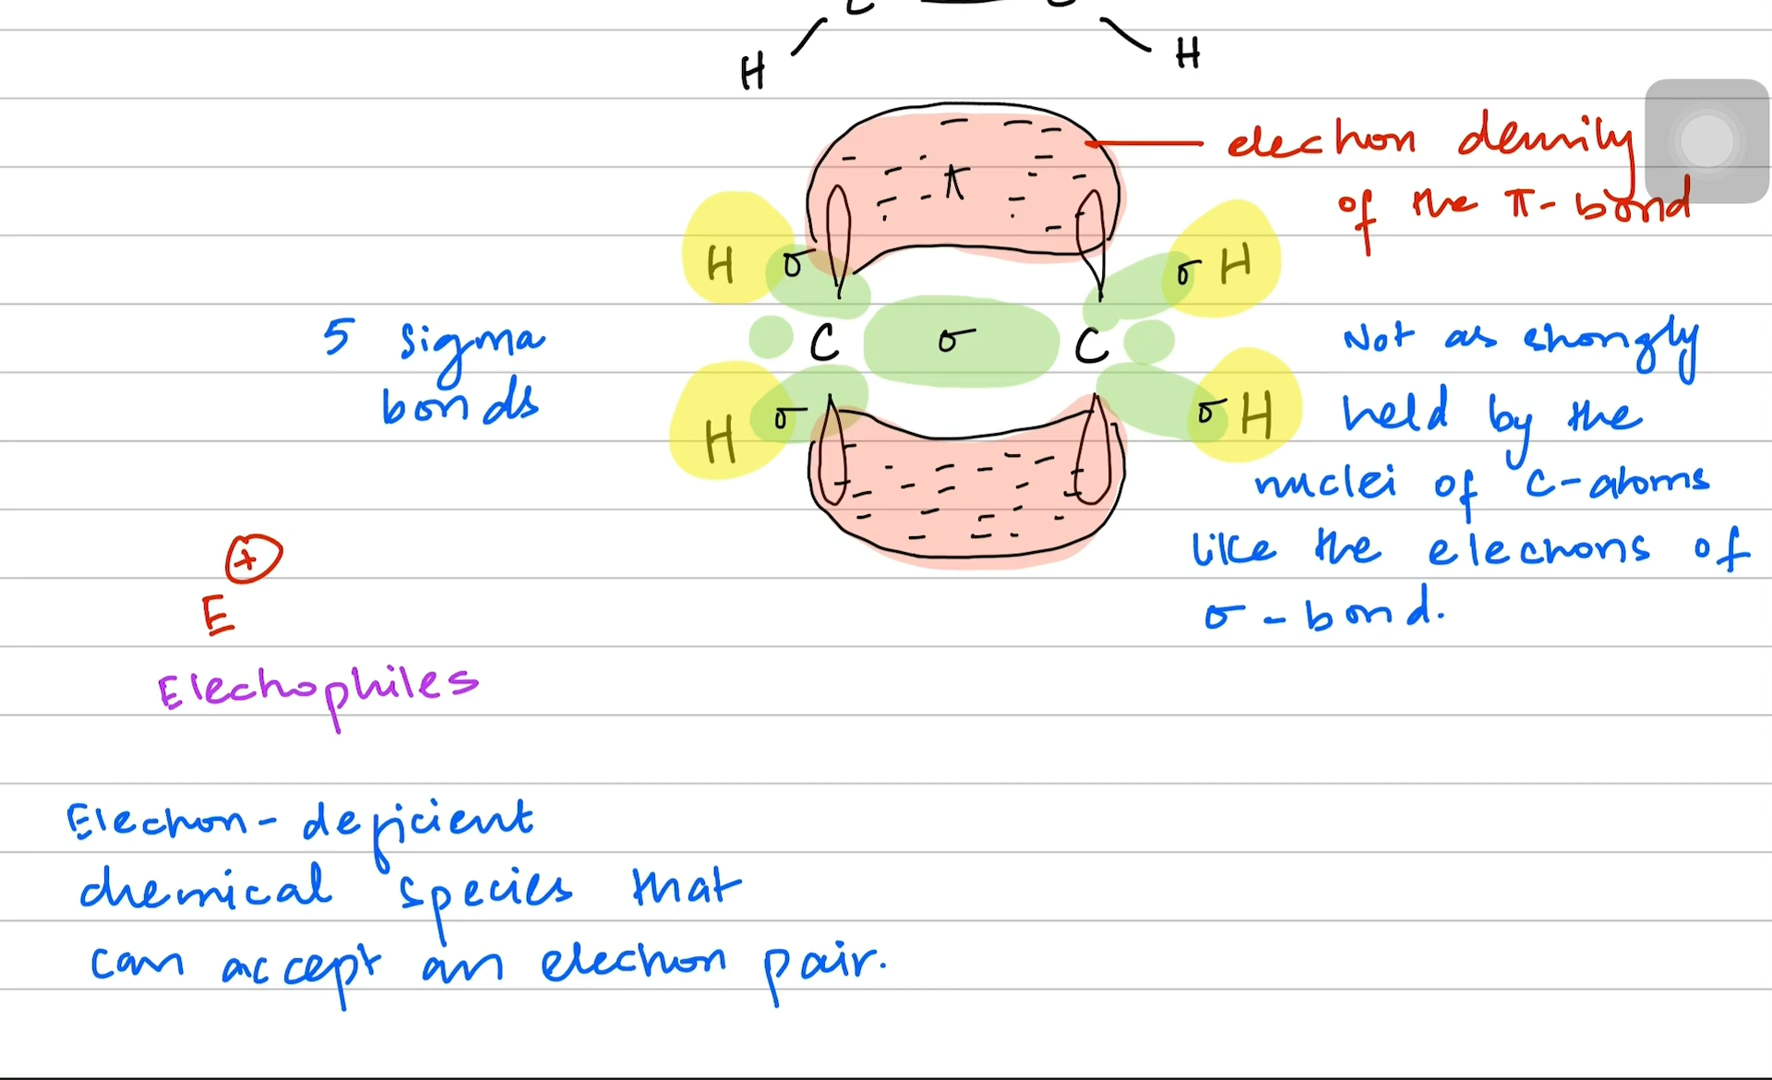 C C
H H
electron density
π
of the π-bond
H σ σ H
5 sigma
bonds
C σ C
Not as strongly
held by the
H σ σ H
nuclei of C-atoms
like the electrons of
σ-bond.
+
E
Electrophiles
Electron-deficient
chemical species that
can accept an electron pair.